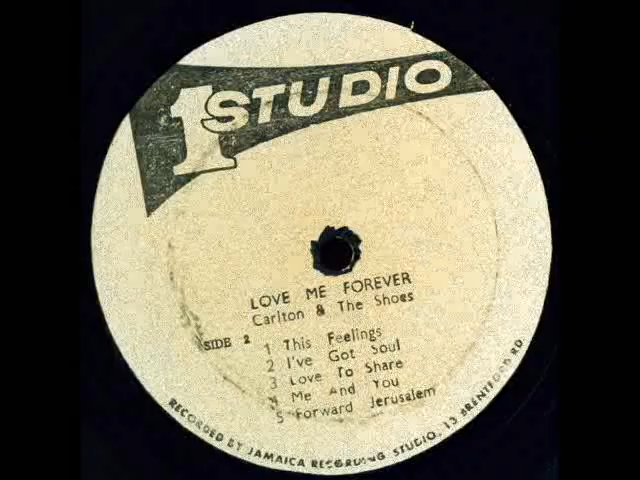 1 STUDIO
LOVE ME FOREVER
Carlton & The Shoes
SIDE 2
1 This Feelings
2 I've Got Soul
3 Love To Share
4 Me And You
5 Forward Jerusalem
RECORDED BY JAMAICA RECORDING STUDIO, 13 BRENTFORD RD.